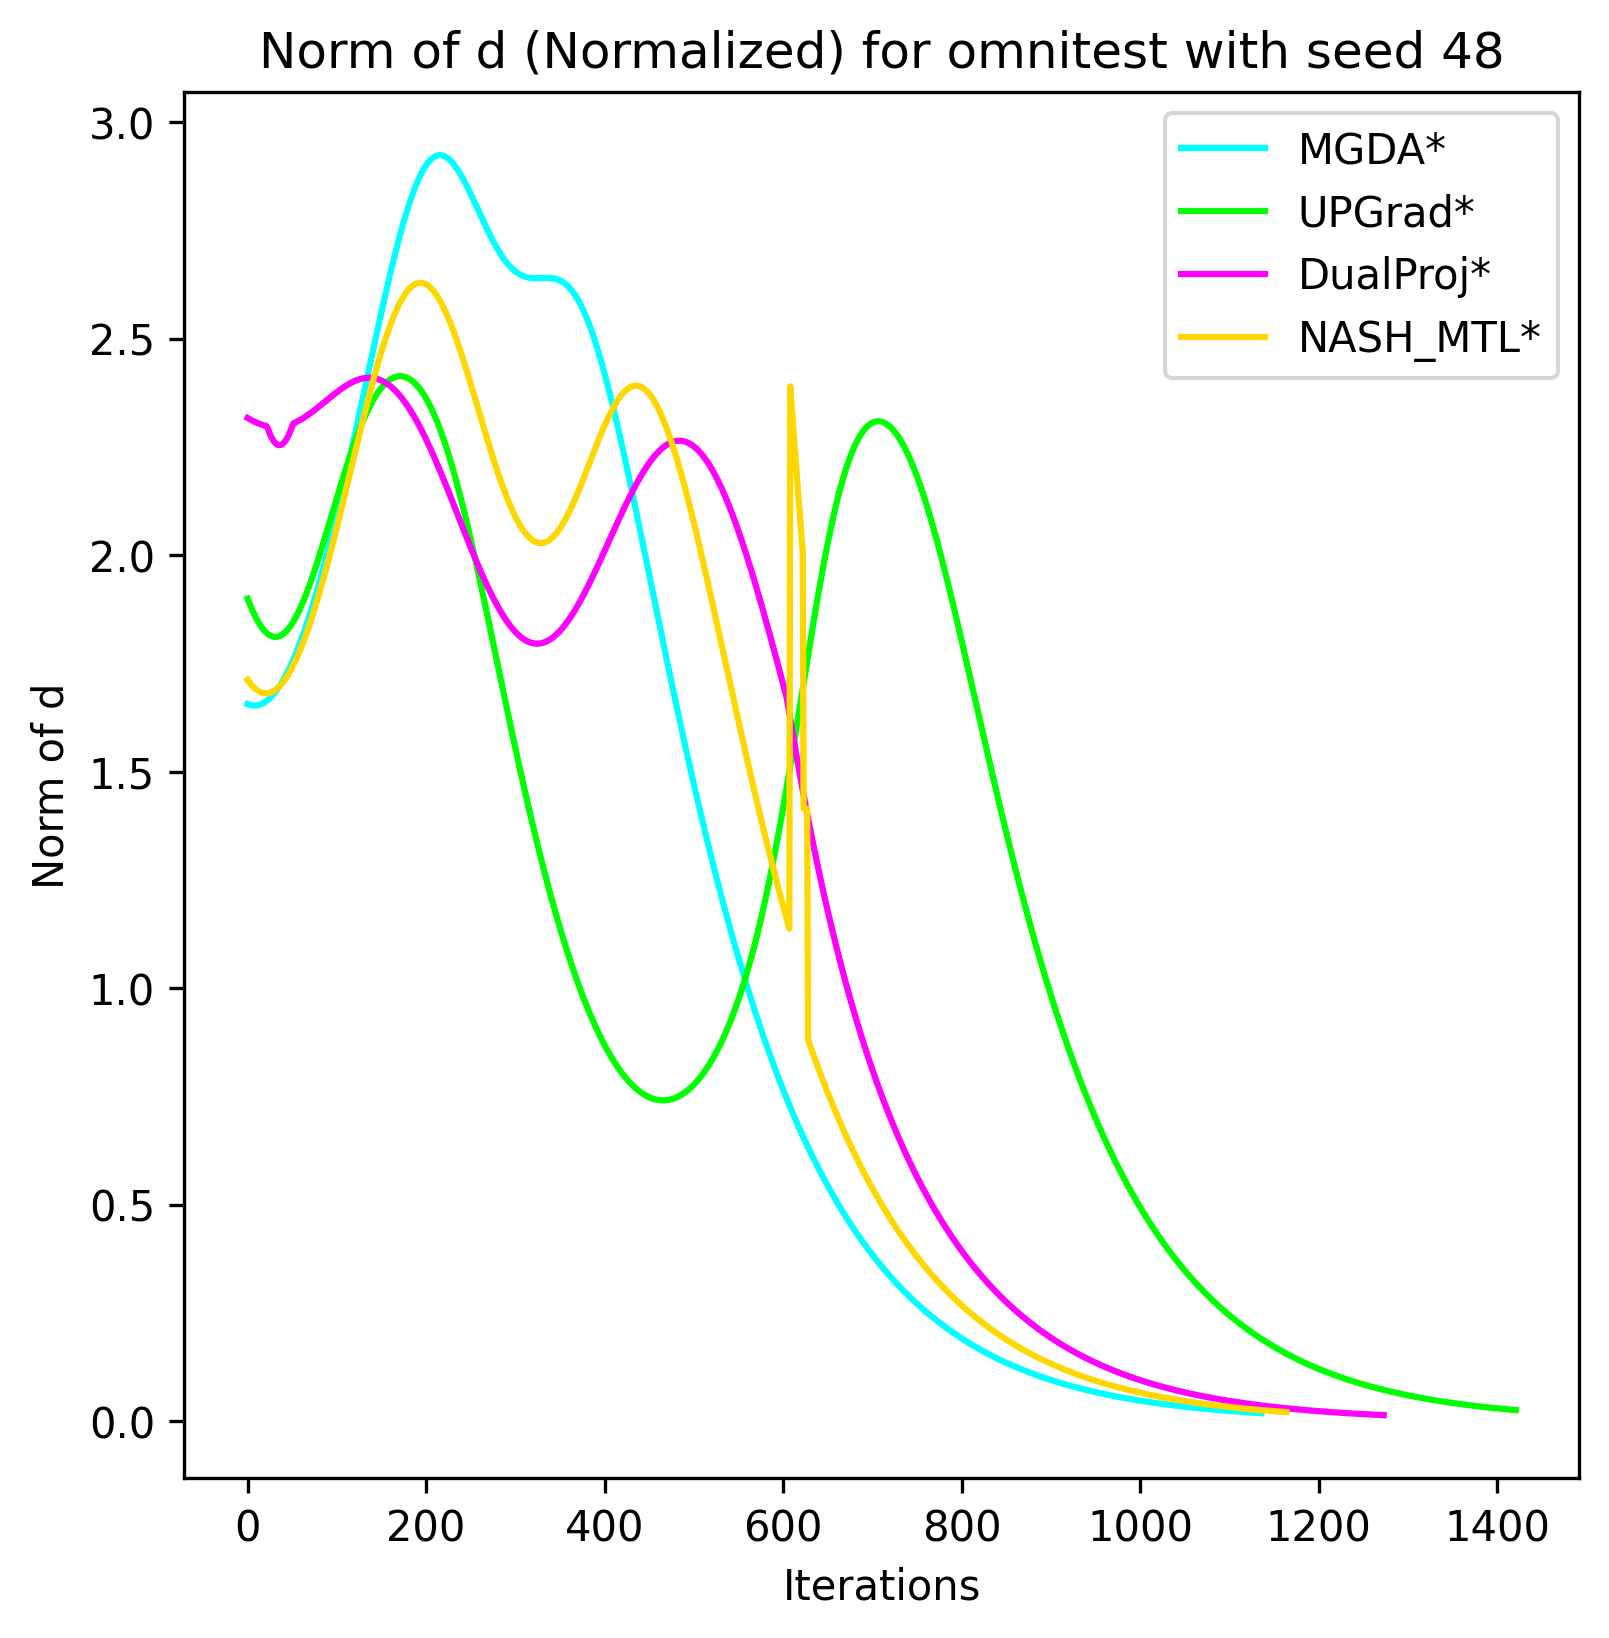 Norm of d (Normalized) for omnitest with seed 48
MGDA*
UPGrad*
DualProj*
NASH_MTL*
3.0
2.5
2.0
1.5
1.0
0.5
0.0
Norm of d
0 200 400 600 800 1000 1200 1400
Iterations